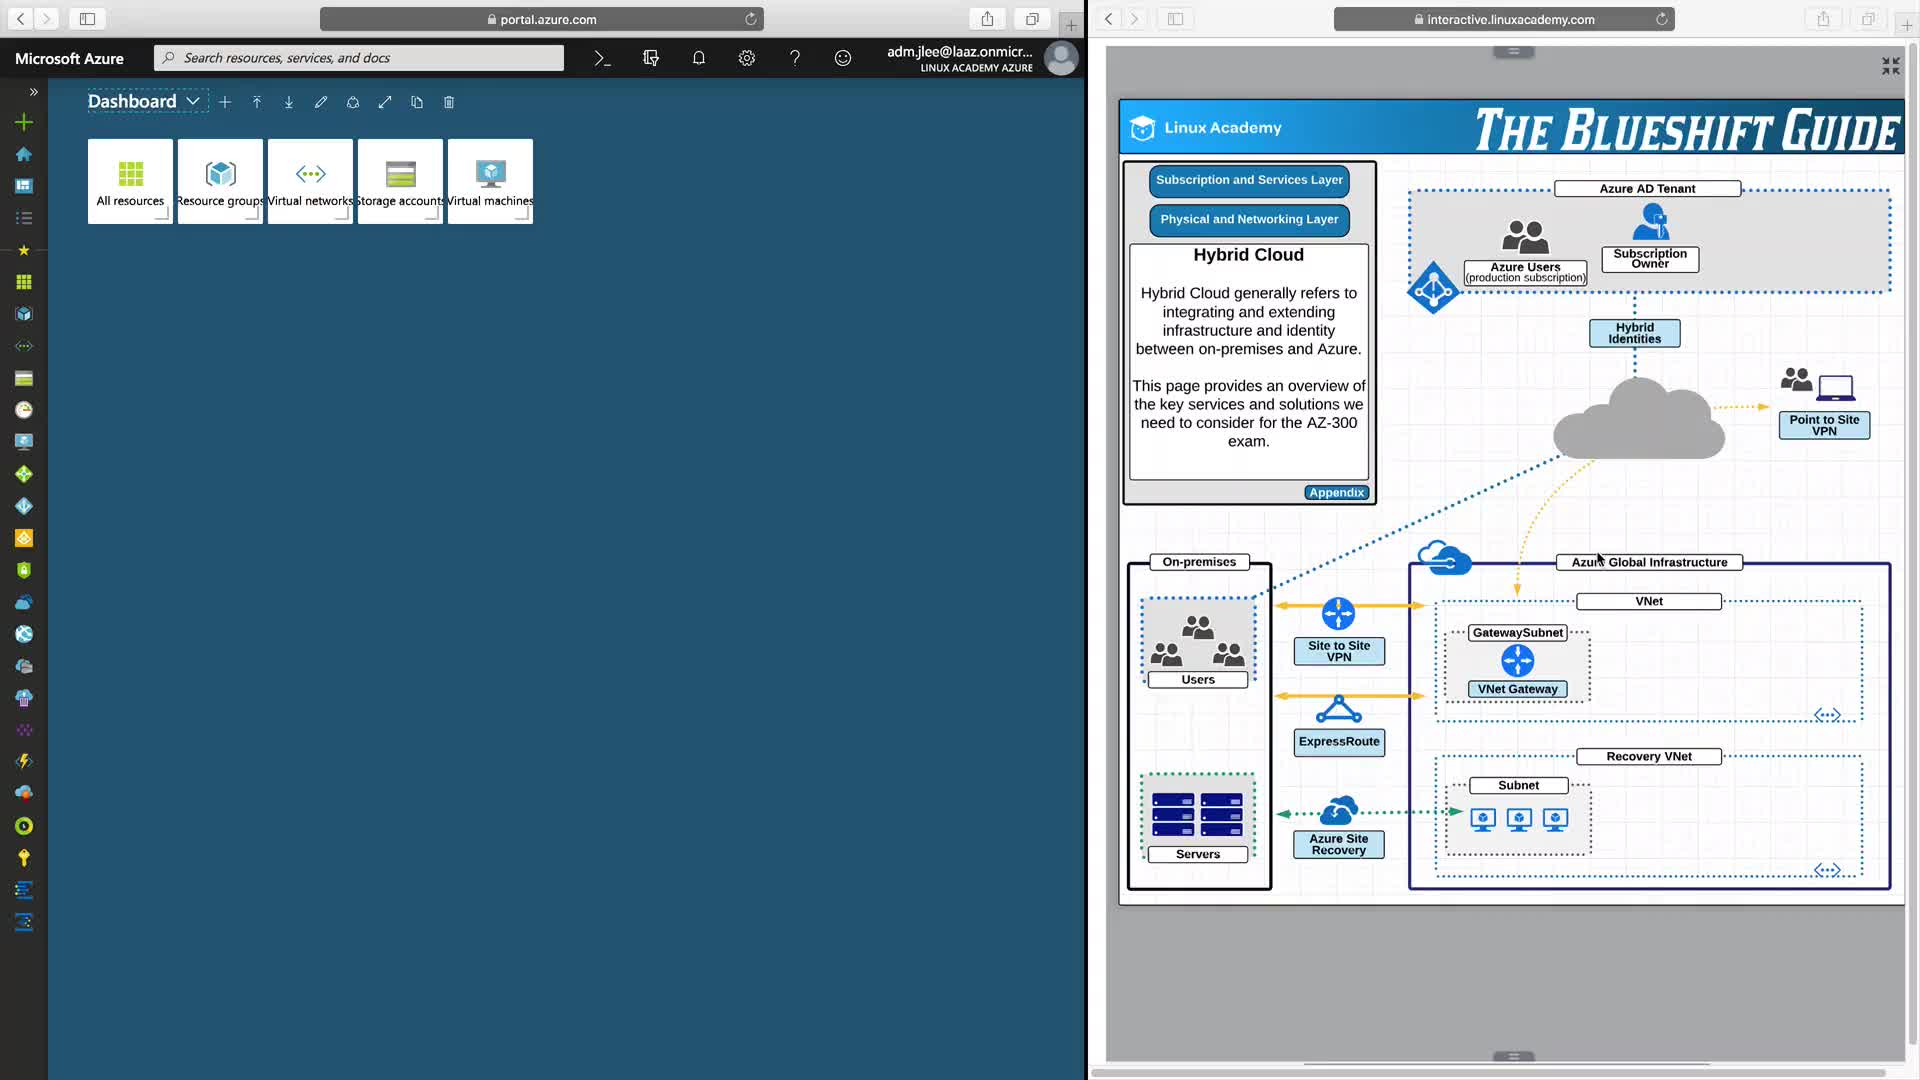 portal.azure.com
Microsoft Azure
Search resources, services, and docs
adm.jlee@laaz.onmicr...
LINUX ACADEMY AZURE
Dashboard
All resources
Resource groups
Virtual networks
Storage accounts
Virtual machines
interactive.linuxacademy.com
Linux Academy
THE BLUESHIFT GUIDE
Subscription and Services Layer
Physical and Networking Layer
Hybrid Cloud
Hybrid Cloud generally refers to
integrating and extending
infrastructure and identity
between on-premises and Azure.
This page provides an overview of
the key services and solutions we
need to consider for the AZ-300
exam.
Appendix
Azure AD Tenant
Azure Users
(production subscription)
Subscription
Owner
Hybrid
Identities
Point to Site
VPN
On-premises
Users
Servers
Site to Site
VPN
ExpressRoute
Azure Site
Recovery
Azure Global Infrastructure
VNet
GatewaySubnet
VNet Gateway
Recovery VNet
Subnet